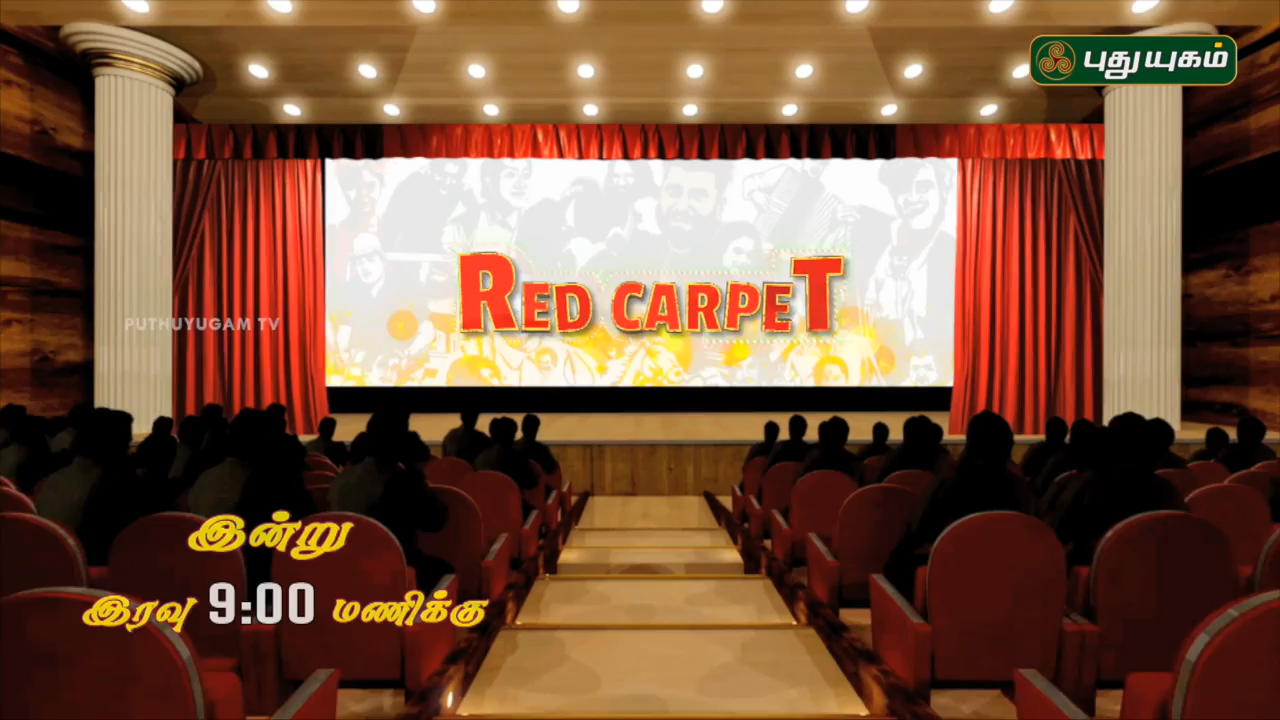 புதுயுகம்
RED CARPET
PUTHUYUGAM TV
இன்று
இரவு 9:00 மணிக்கு